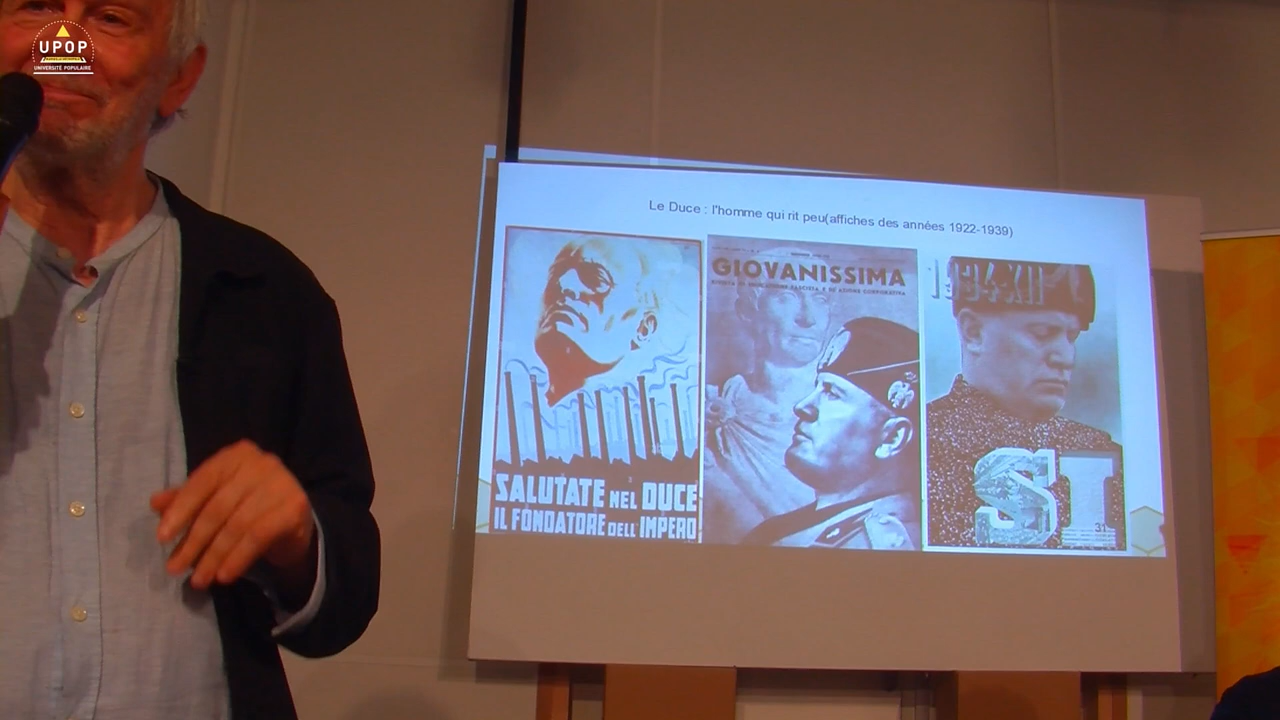 UPOP
UNIVERSITÉ POPULAIRE
Le Duce : l'homme qui rit peu(affiches des années 1922-1939)
SALUTATE NEL DUCE
IL FONDATORE DELL'IMPERO
GIOVANISSIMA
1934-XII
SI
31